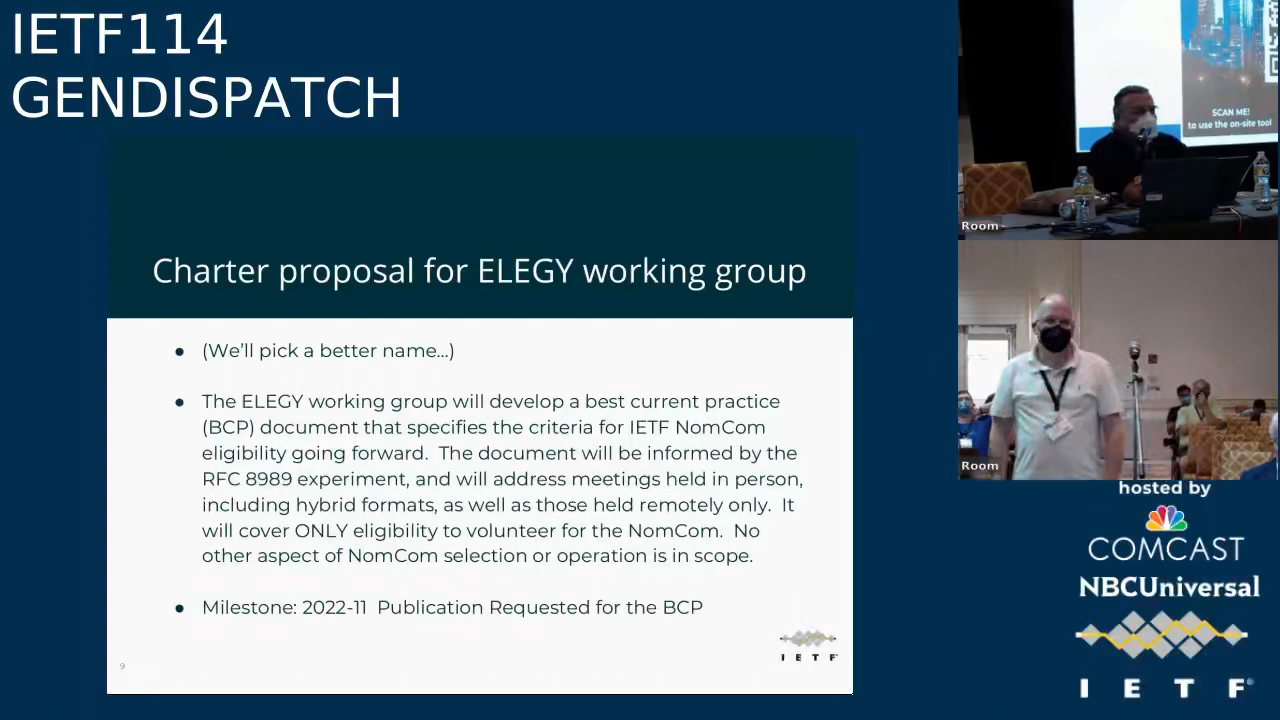 IETF114
GENDISPATCH
SCAN ME!
to use the on-site tool
Room
Charter proposal for ELEGY working group
(We'll pick a better name...)
The ELEGY working group will develop a best current practice
(BCP) document that specifies the criteria for IETF NomCom
eligibility going forward. The document will be informed by the
RFC 8989 experiment, and will address meetings held in person,
including hybrid formats, as well as those held remotely only. It
will cover ONLY eligibility to volunteer for the NomCom. No
other aspect of NomCom selection or operation is in scope.
Milestone: 2022-11 Publication Requested for the BCP
I E T F
9
Room
hosted by
COMCAST
NBCUniversal
I E T F®